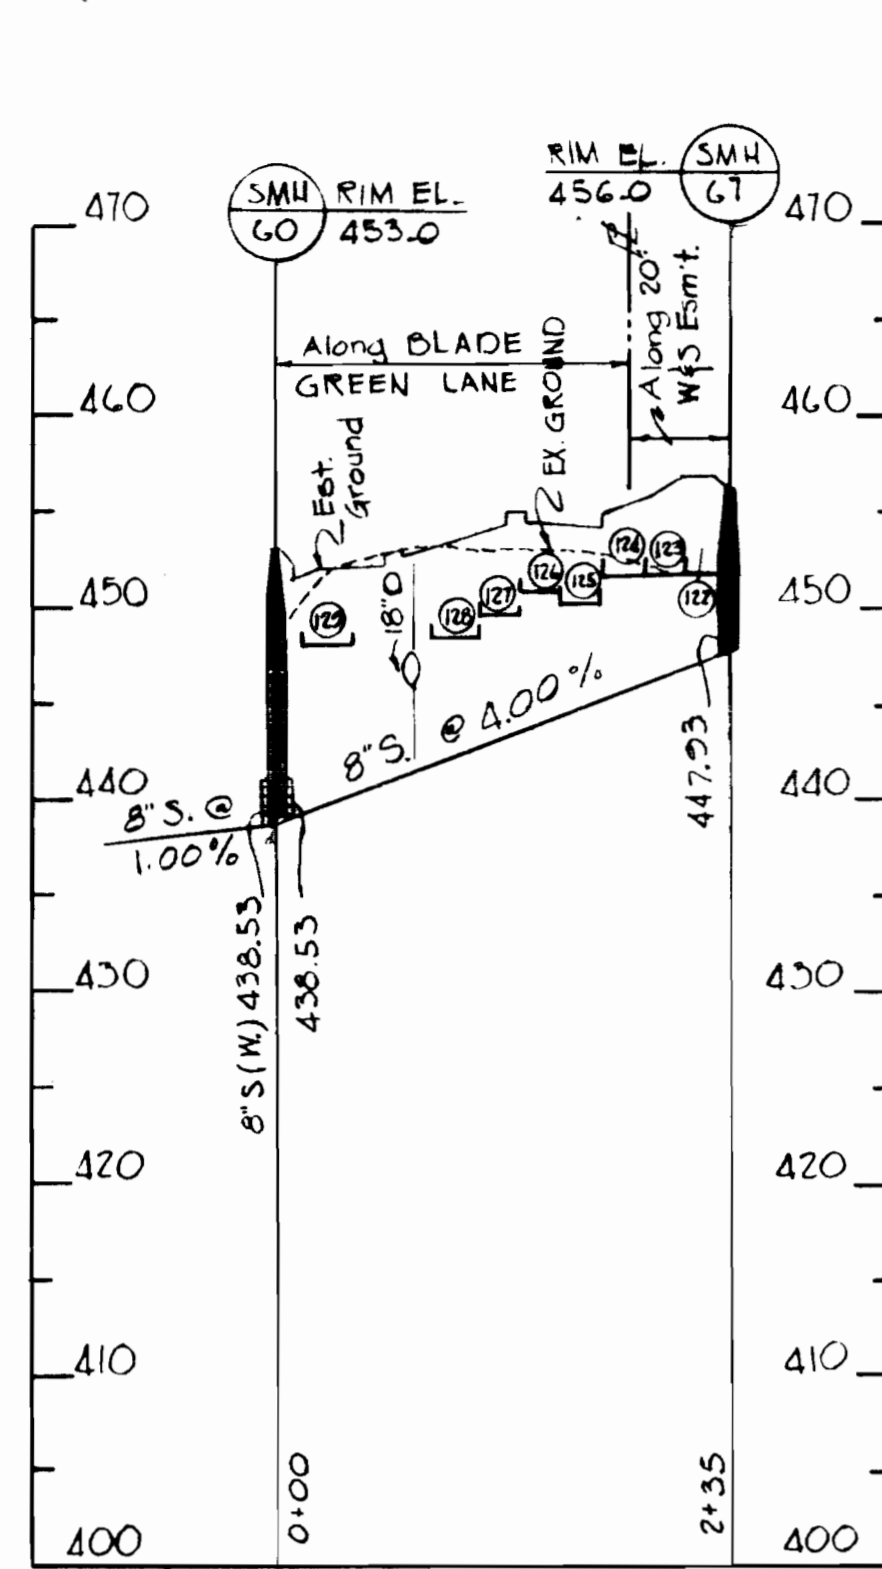 SMH
60
RIM EL.
453.0
RIM EL.
456.0
SMH
67
470
470
Along BLADE
GREEN LANE
Along 20'
W&S Esm't.
460
460
Est.
Ground
EX. GROUND
450
450
129
128
127
126
125
124
123
122
18"D
8" S. @ 4.00%
447.93
440
440
8" S. @
1.00%
8" S (W.) 438.53
438.53
430
430
420
420
410
410
0+00
2+35
400
400